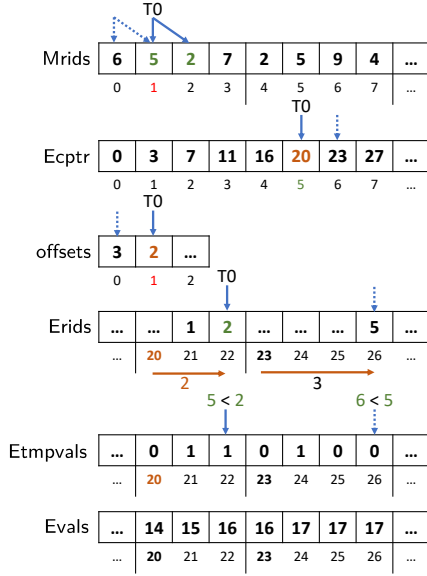 T0
Mrids 6 5 2 7 2 5 9 4 ...
0 1 2 3 4 5 6 7 ...
T0
Ecptr 0 3 7 11 16 20 23 27 ...
0 1 2 3 4 5 6 7 ...
T0
offsets 3 2 ...
0 1 2
T0
Erids ... ... 1 2 ... ... ... 5 ...
... 20 21 22 23 24 25 26 ...
2 3
5 < 2 6 < 5
Etmpvals ... 0 1 1 0 1 0 0 ...
... 20 21 22 23 24 25 26 ...
Evals ... 14 15 16 16 17 17 17 ...
... 20 21 22 23 24 25 26 ...